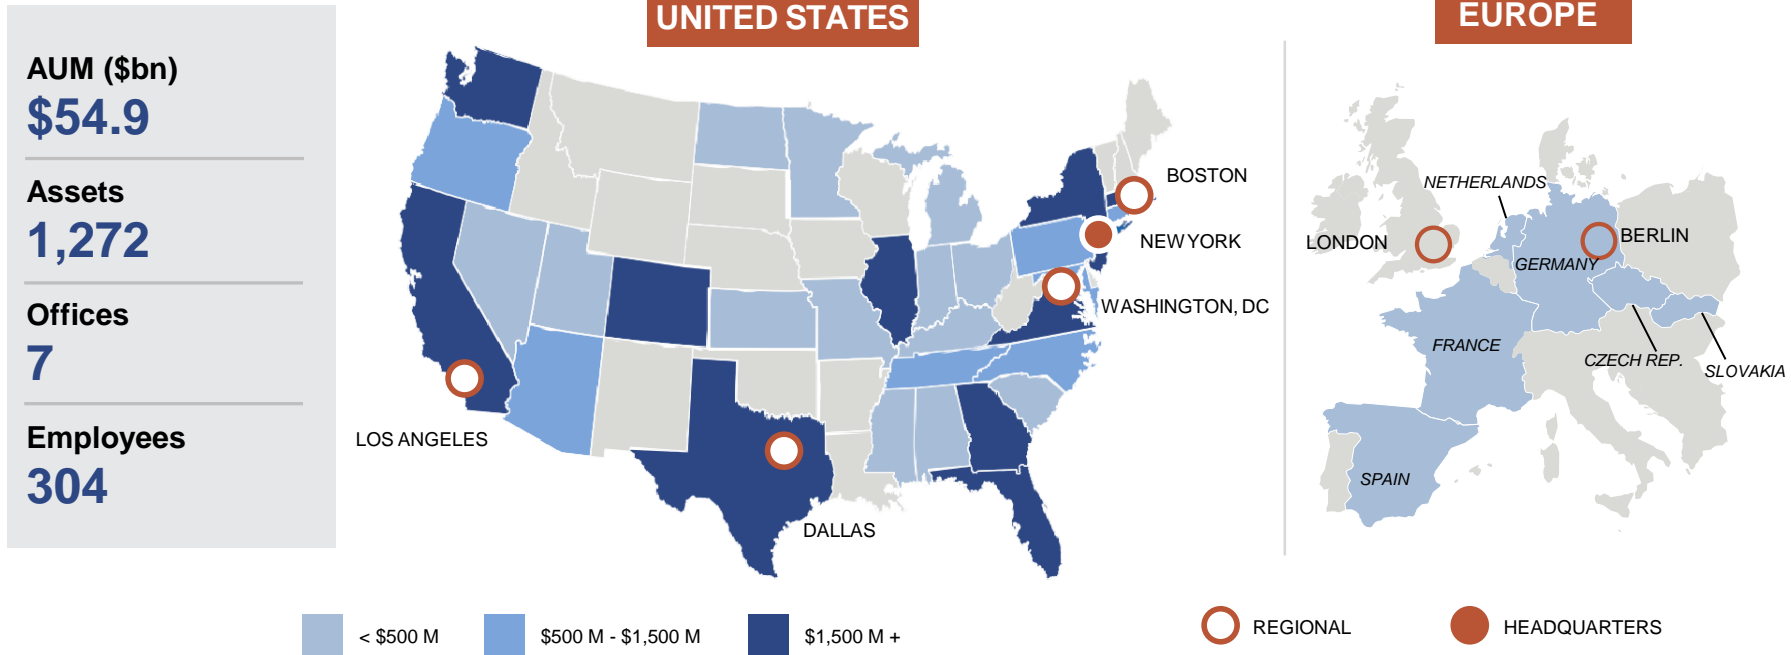 AUM ($bn)
$54.9
Assets
1,272
Offices
7
Employees
304
UNITED STATES
BOSTON
NEW YORK
WASHINGTON, DC
LOS ANGELES
DALLAS
EUROPE
NETHERLANDS
LONDON
BERLIN
GERMANY
FRANCE
CZECH REP.
SLOVAKIA
SPAIN
< $500 M
$500 M - $1,500 M
$1,500 M +
REGIONAL
HEADQUARTERS